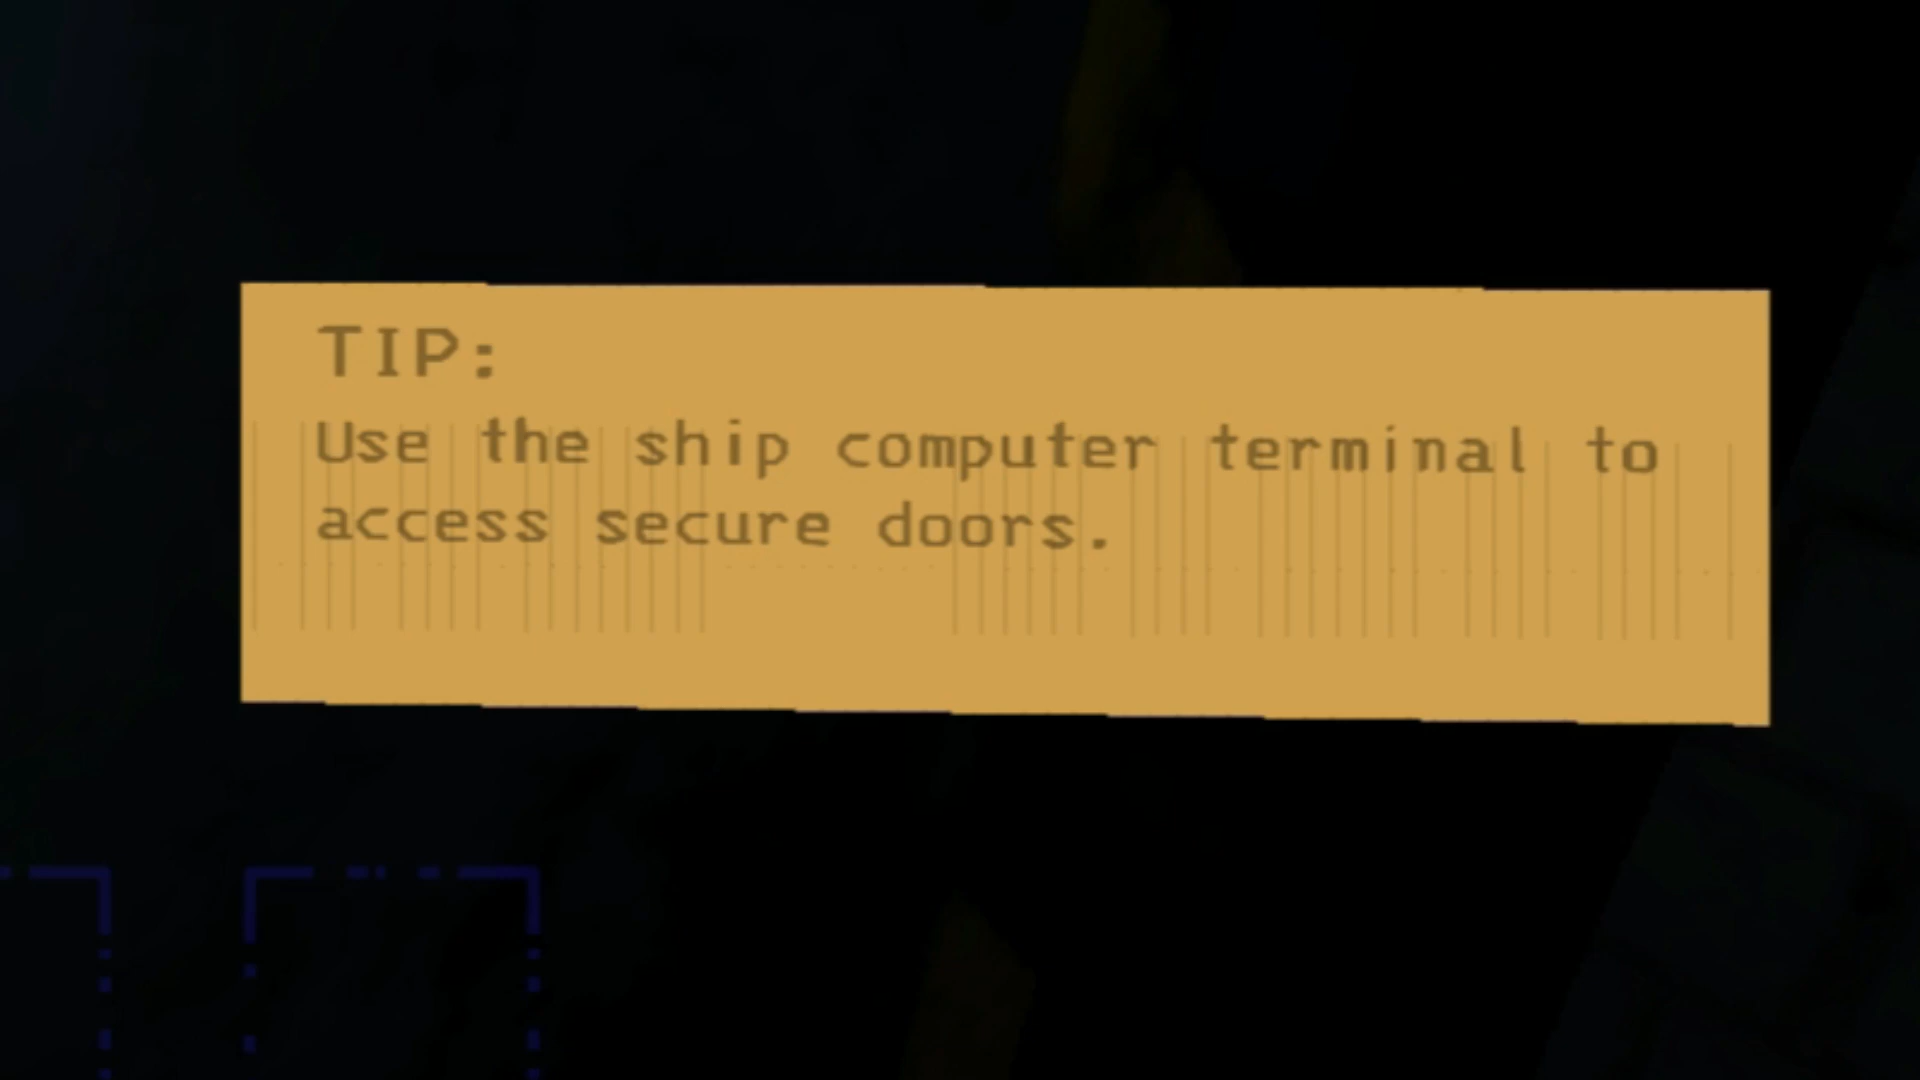 TIP:
Use the ship computer terminal to
access secure doors.